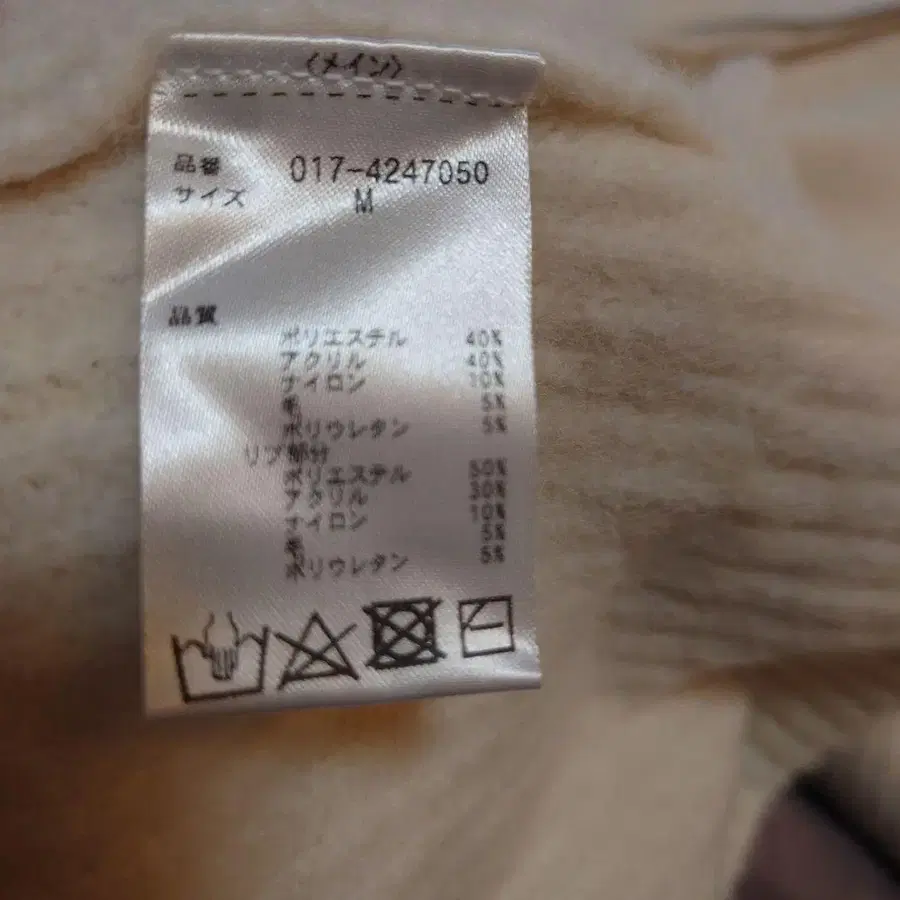 〈メイン〉
品番 017-4247050
サイズ M
品質
ポリエステル 40%
アクリル 40%
ナイロン 10%
毛 5%
ポリウレタン 5%
リブ部分
ポリエステル 50%
アクリル 30%
ナイロン 10%
毛 5%
ポリウレタン 5%